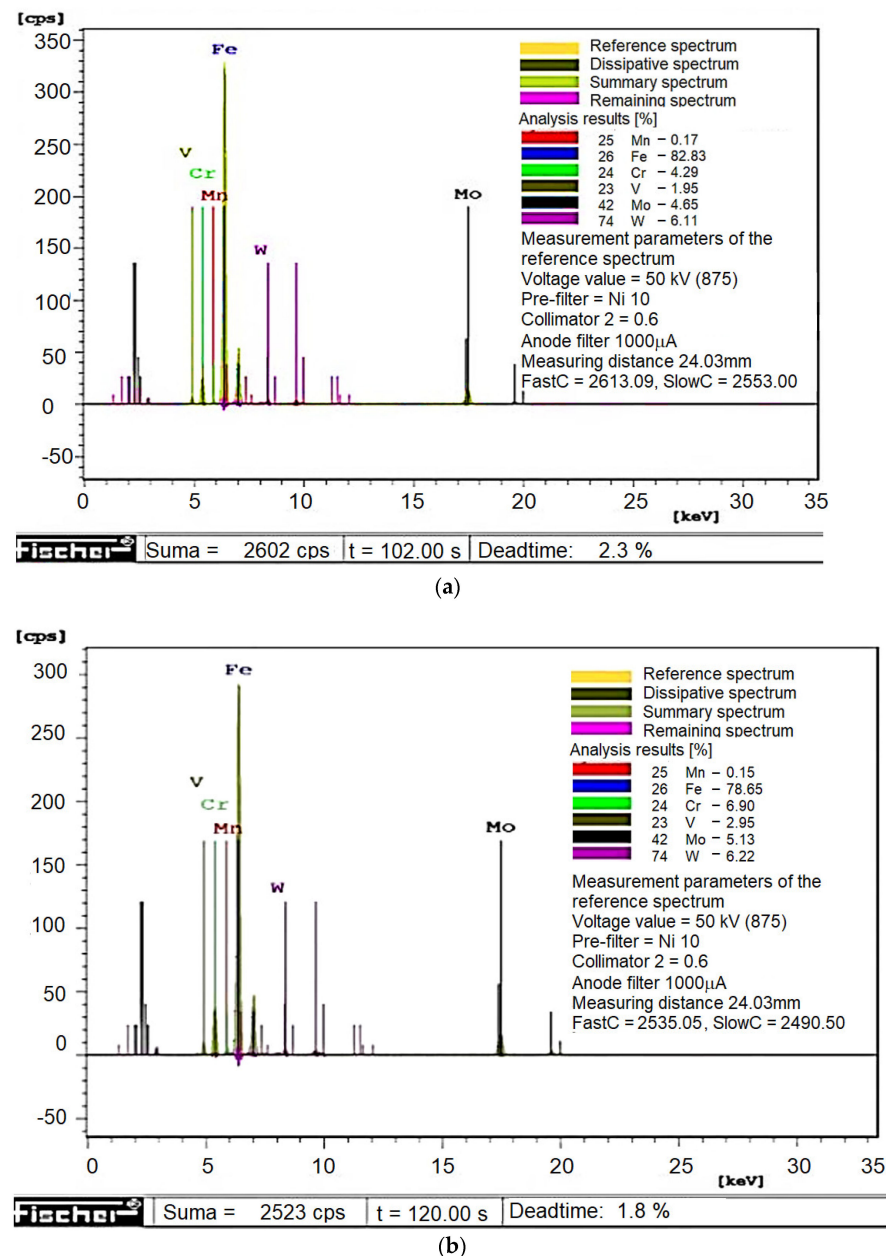 [cps]
350
300
250
200
150
100
50
0
-50
Fe
V
Cr
Mn
W
Mo
Reference spectrum
Dissipative spectrum
Summary spectrum
Remaining spectrum
Analysis results [%]
25 Mn – 0.17
26 Fe – 82.83
24 Cr – 4.29
23 V – 1.95
42 Mo – 4.65
74 W – 6.11
Measurement parameters of the
reference spectrum
Voltage value = 50 kV (875)
Pre-filter = Ni 10
Collimator 2 = 0.6
Anode filter 1000µA
Measuring distance 24.03mm
FastC = 2613.09, SlowC = 2553.00
0 5 10 15 20 25 30 35
[keV]
Fischer® Suma = 2602 cps t = 102.00 s Deadtime: 2.3 %
(a)
[cps]
300
250
200
150
100
50
0
-50
Fe
V
Cr
Mn
W
Mo
Reference spectrum
Dissipative spectrum
Summary spectrum
Remaining spectrum
Analysis results [%]
25 Mn – 0.15
26 Fe – 78.65
24 Cr – 6.90
23 V – 2.95
42 Mo – 5.13
74 W – 6.22
Measurement parameters of the
reference spectrum
Voltage value = 50 kV (875)
Pre-filter = Ni 10
Collimator 2 = 0.6
Anode filter 1000µA
Measuring distance 24.03mm
FastC = 2535.05, SlowC = 2490.50
0 5 10 15 20 25 30 35
[keV]
Fischer® Suma = 2523 cps t = 120.00 s Deadtime: 1.8 %
(b)